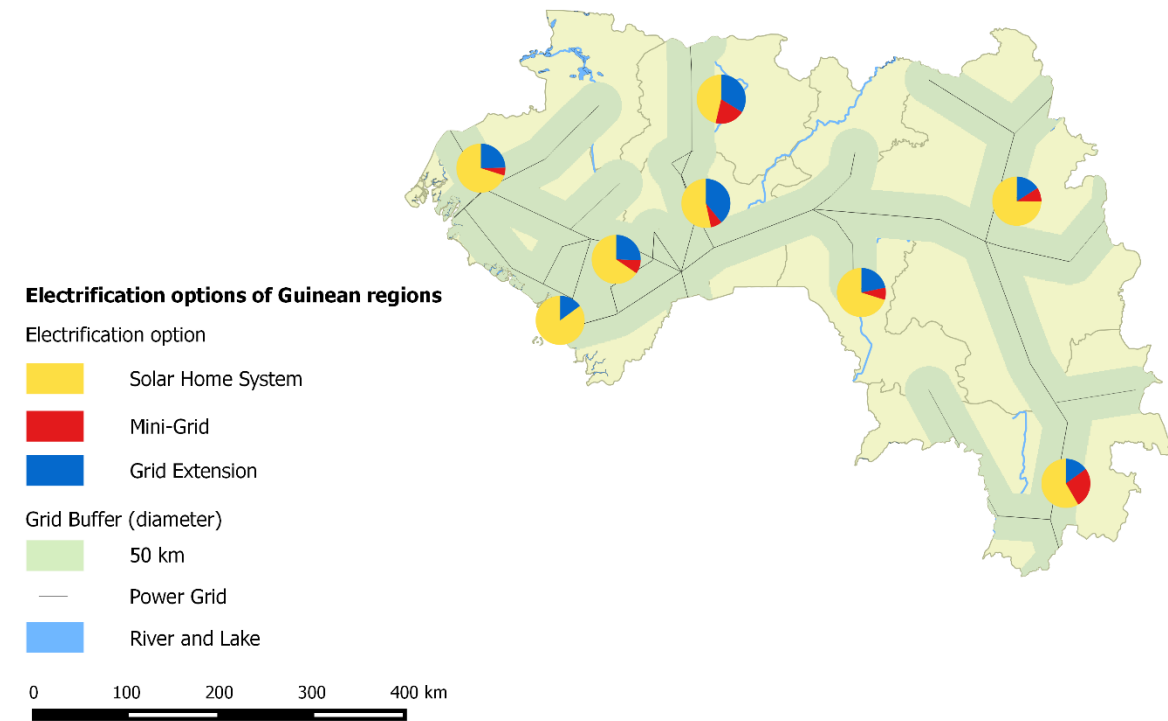 Electrification options of Guinean regions
Electrification option
Solar Home System
Mini-Grid
Grid Extension
Grid Buffer (diameter)
50 km
Power Grid
River and Lake
0 100 200 300 400 km